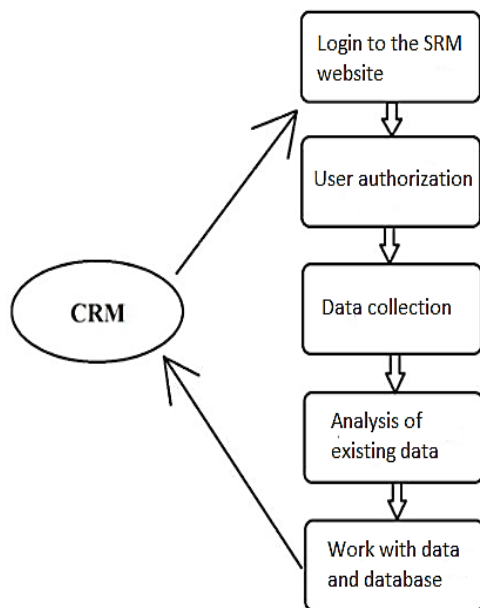 Login to the SRM
website
User authorization
CRM
Data collection
Analysis of
existing data
Work with data
and database